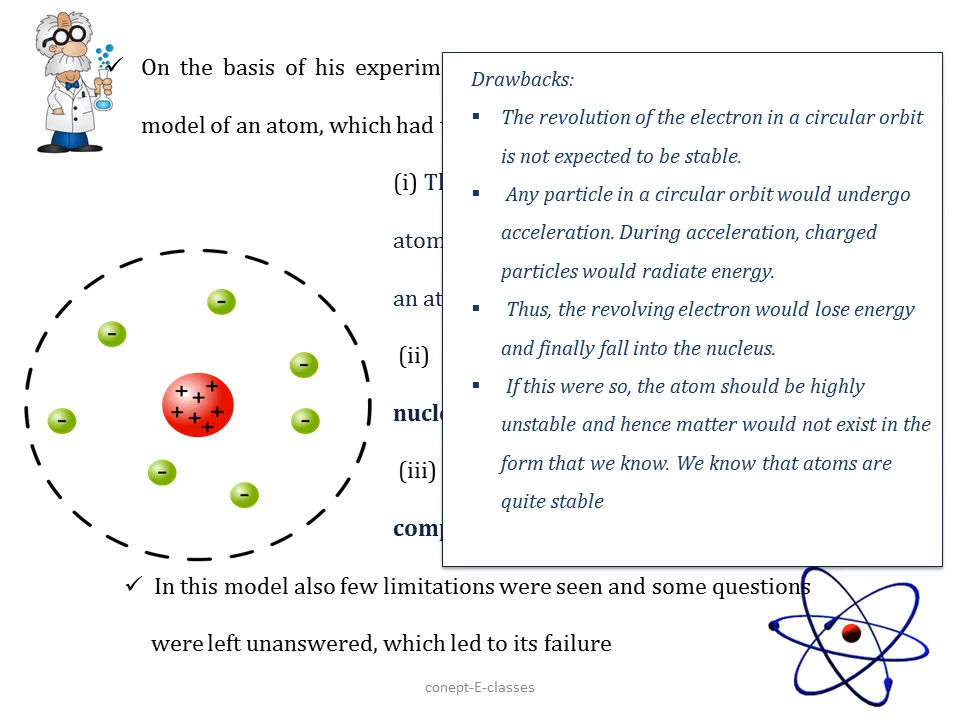 On the basis of his experim
model of an atom, which had
(i)
atom
an at
(ii)
nucl
(iii)
comp
Drawbacks:
The revolution of the electron in a circular orbit
is not expected to be stable.
Any particle in a circular orbit would undergo
acceleration. During acceleration, charged
particles would radiate energy.
Thus, the revolving electron would lose energy
and finally fall into the nucleus.
If this were so, the atom should be highly
unstable and hence matter would not exist in the
form that we know. We know that atoms are
quite stable
In this model also few limitations were seen and some questions
were left unanswered, which led to its failure
conept-E-classes